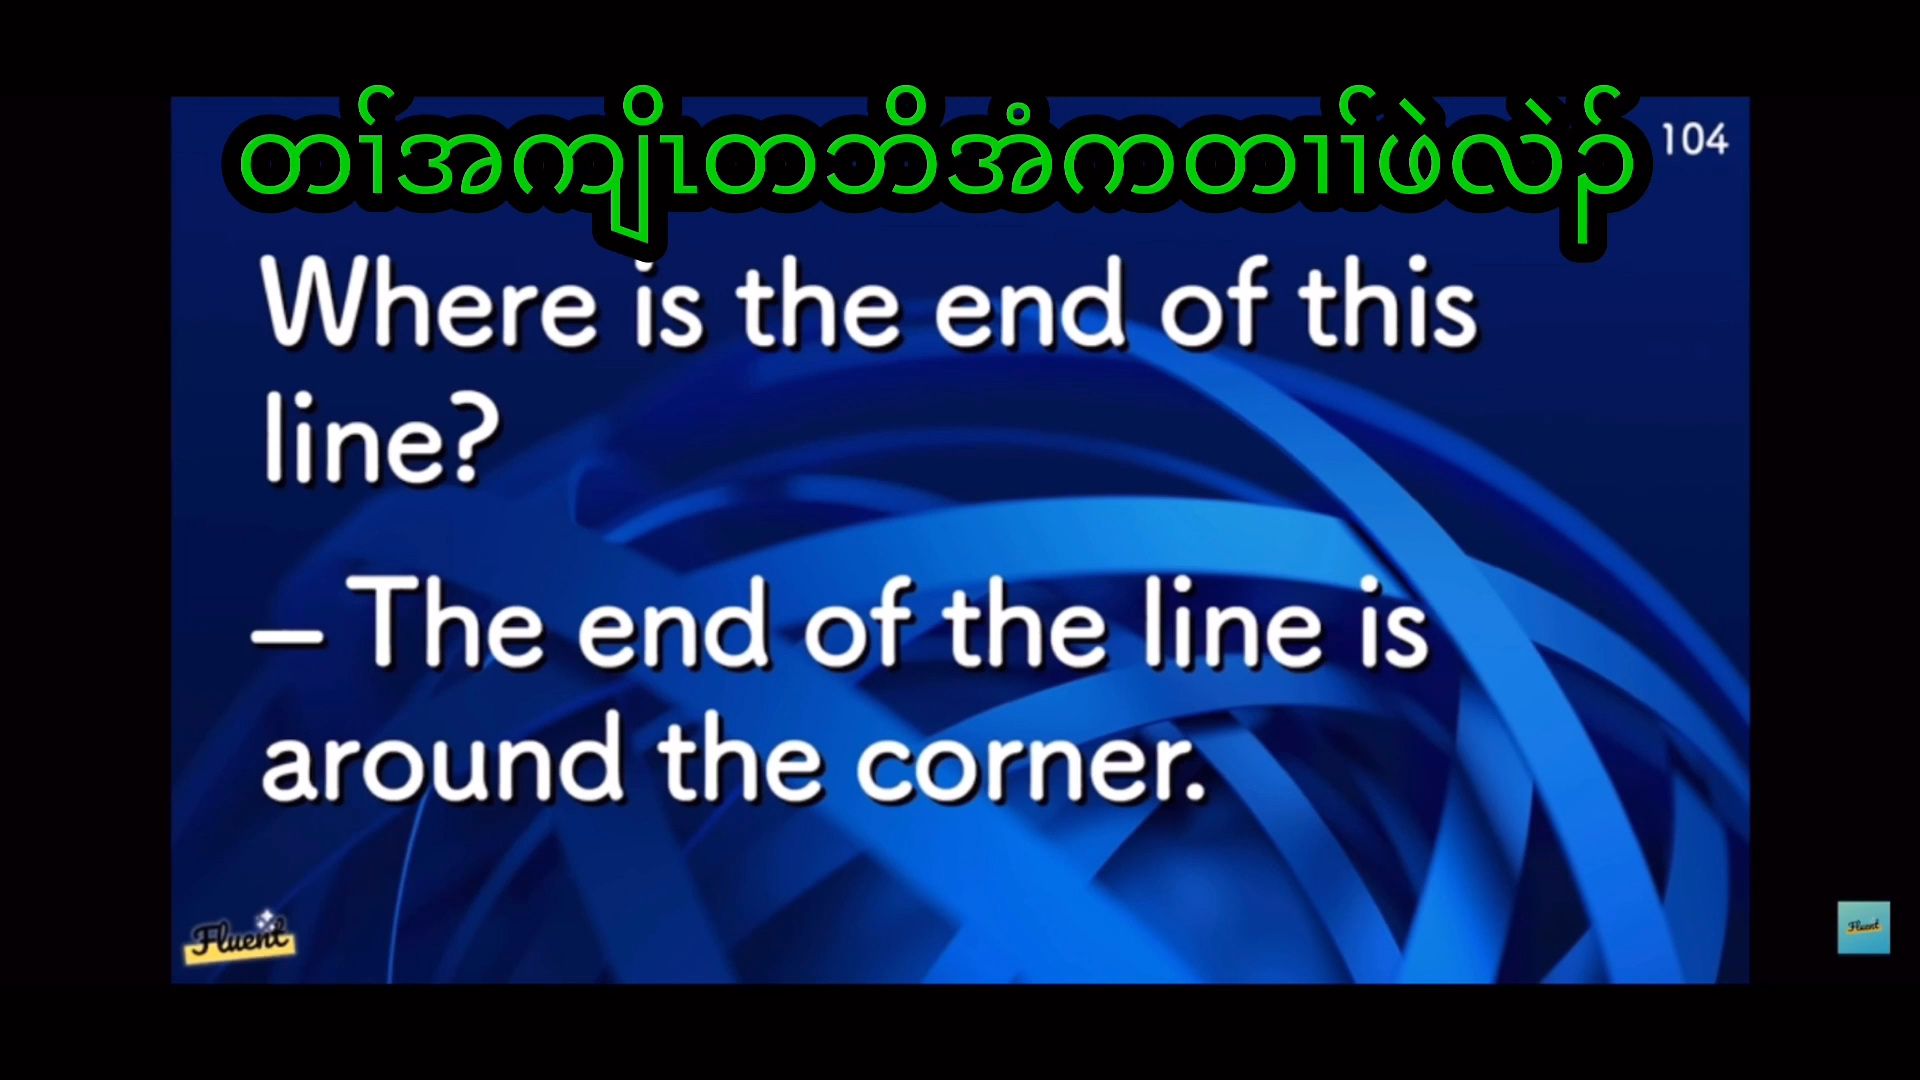 တၢ်အကျိၤတဘိအံၤကတၢၢ်ဖဲလဲၣ်
104
Where is the end of this
line?
– The end of the line is
around the corner.
Fluent
Fluent